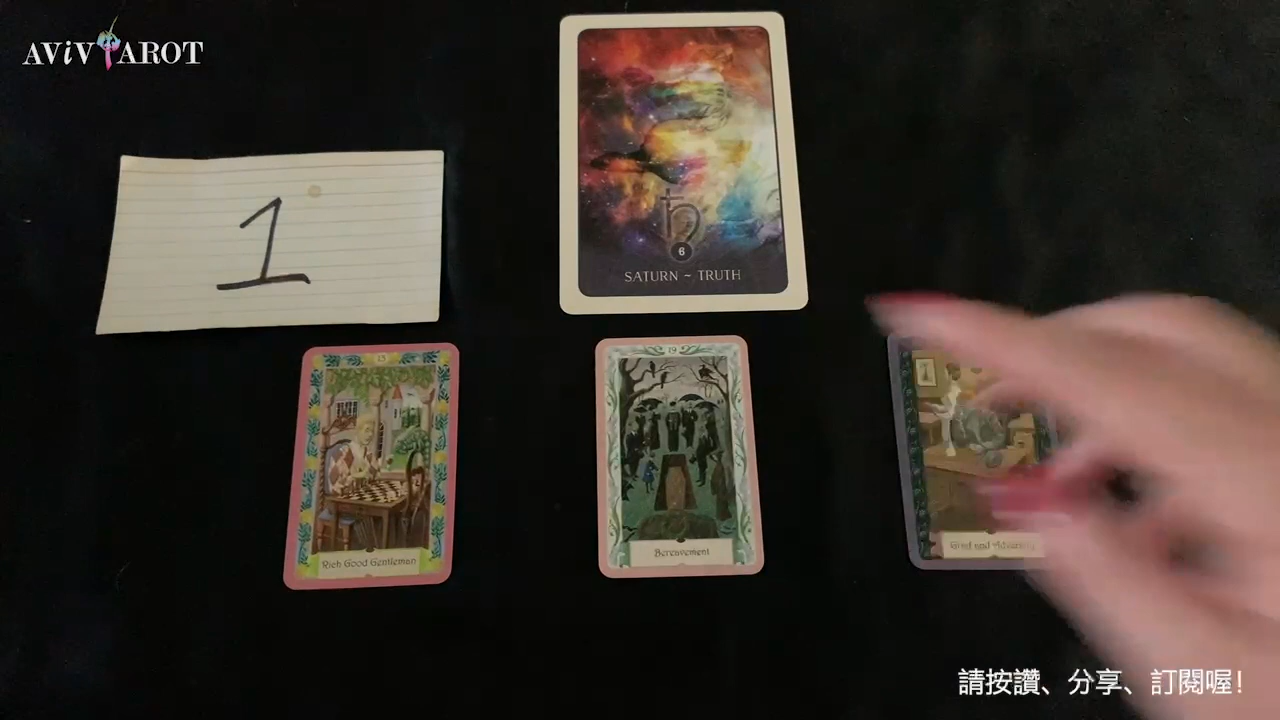 AViVTAROT
1
6
SATURN ~ TRUTH
13
Rich Good Gentleman
19
Bereavement
Grief and Adversity
請按讚、分享、訂閱喔!